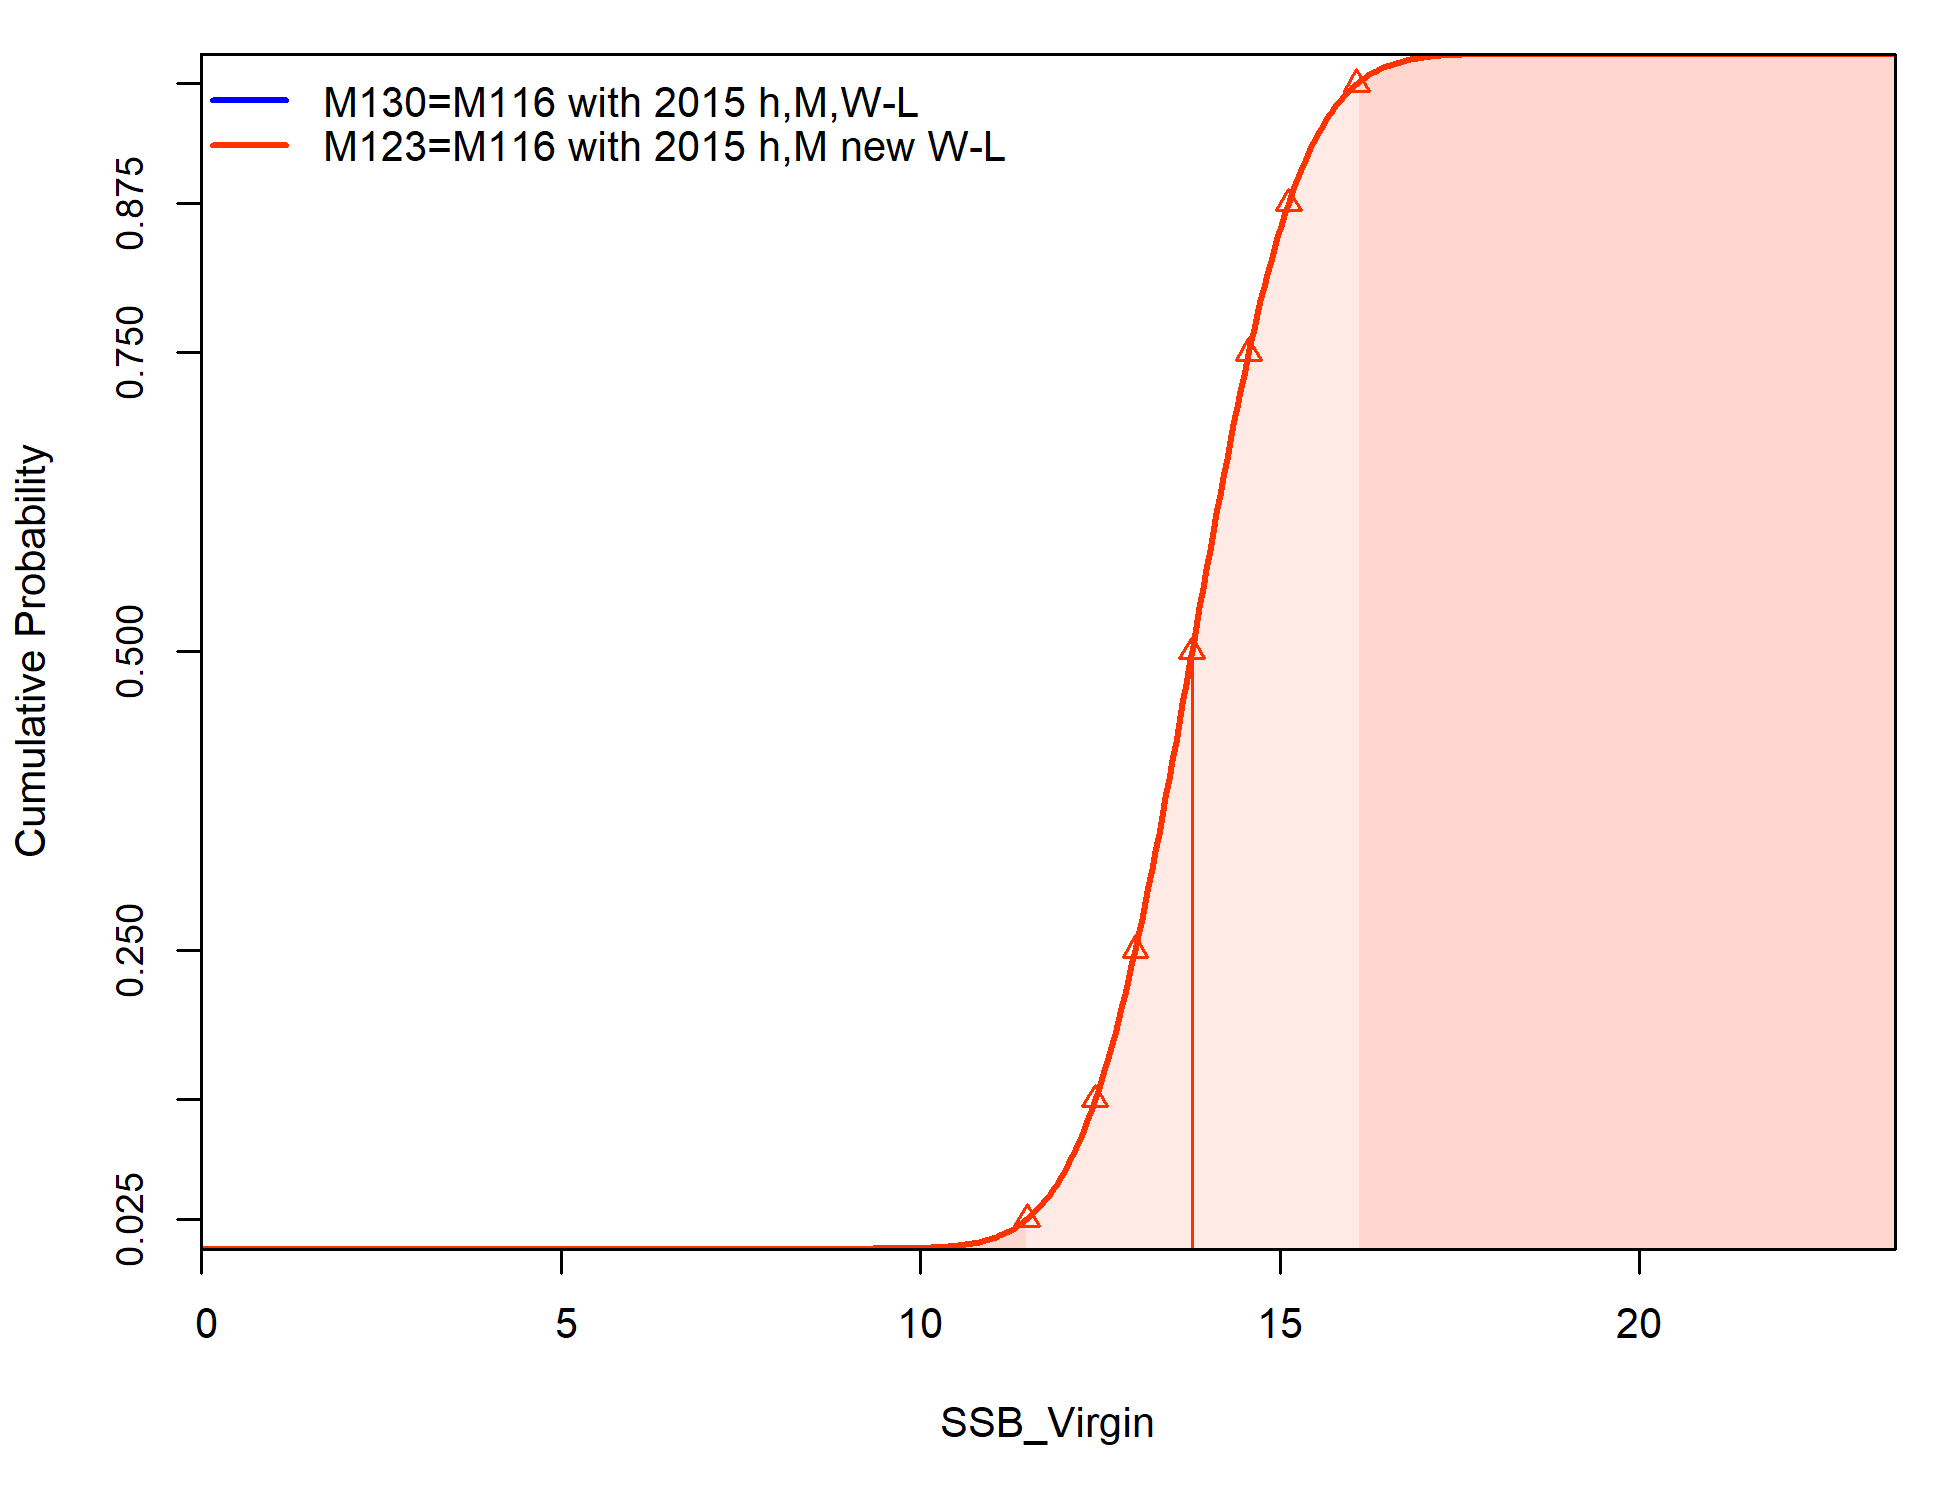 M130=M116 with 2015 h,M,W-L
M123=M116 with 2015 h,M new W-L
Cumulative Probability
0.875
0.750
0.500
0.250
0.025
0 5 10 15 20
SSB_Virgin